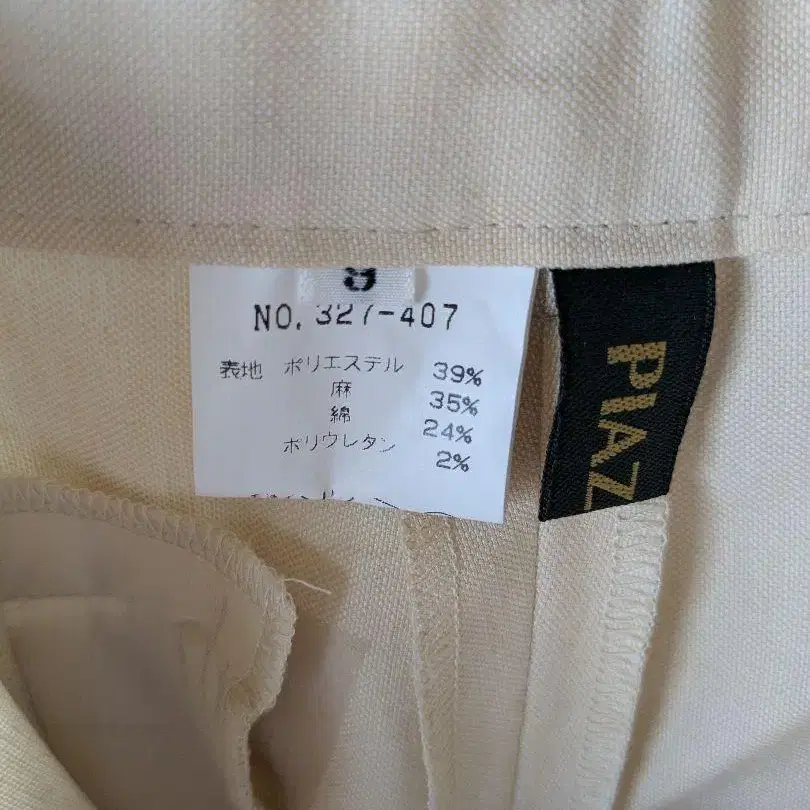 9
NO. 327-407
表地 ポリエステル 39%
麻 35%
綿 24%
ポリウレタン 2%
PIAZ